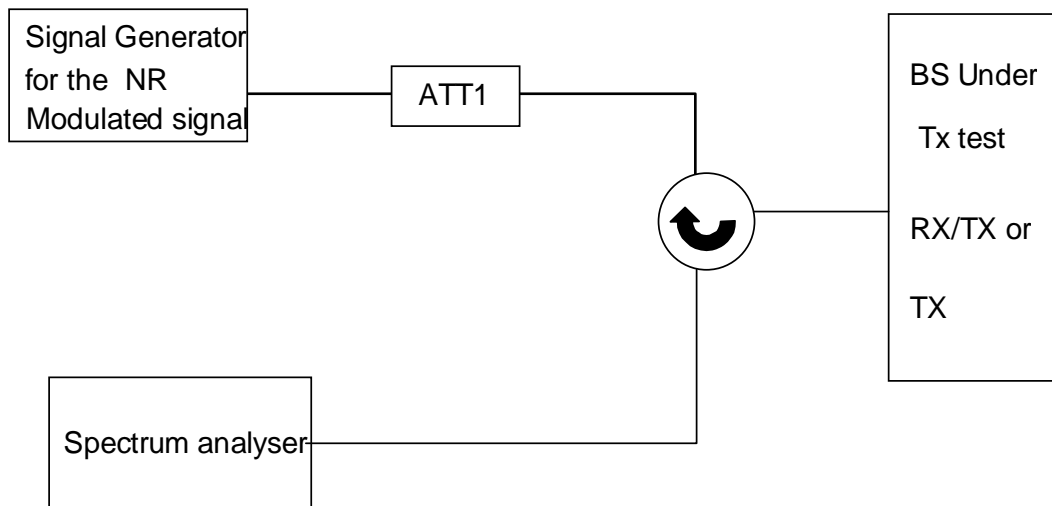 Signal Generator
for the NR
Modulated signal
ATT1
BS Under
Tx test
RX/TX or
TX
Spectrum analyser